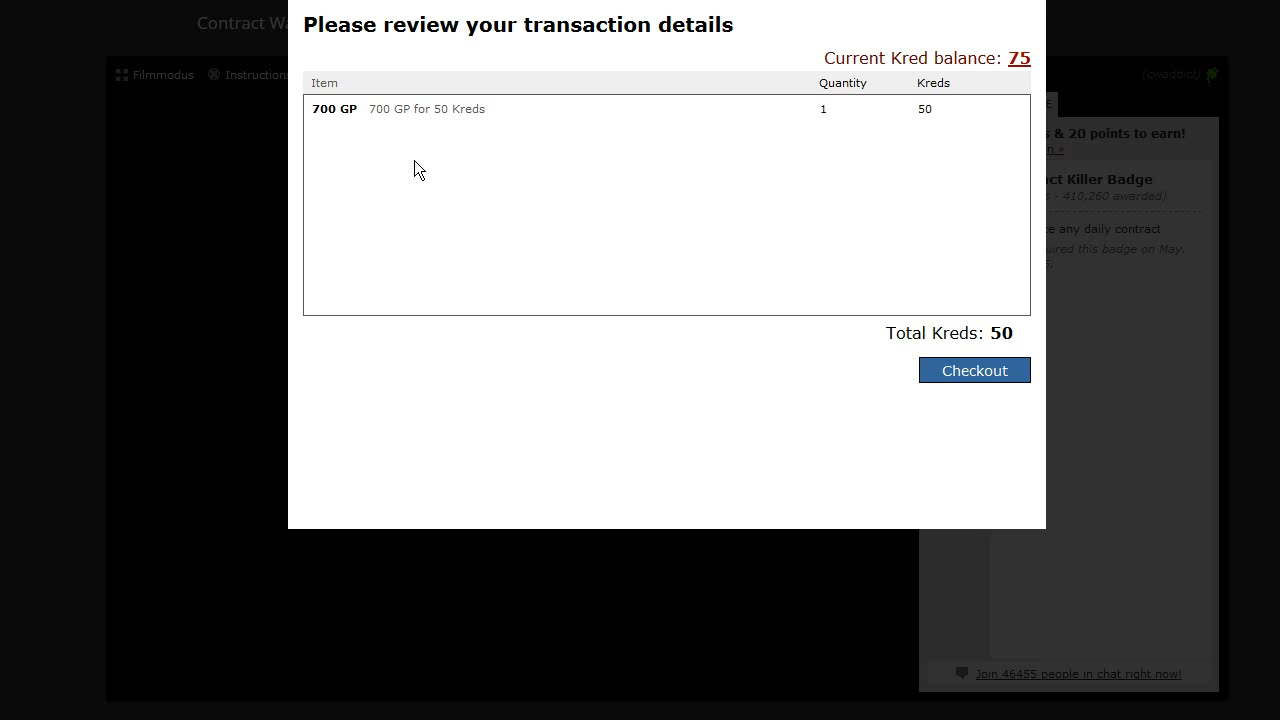 Please review your transaction details
Contract Wa
Current Kred balance: 75
Filmmodus Instructions
Item Quantity Kreds
700 GP 700 GP for 50 Kreds 1 50
& 20 points to earn!
Killer Badge
- 410,260 awarded)
any daily contract
this badge on May.
Total Kreds: 50
Checkout
Join 46455 people in chat right now!